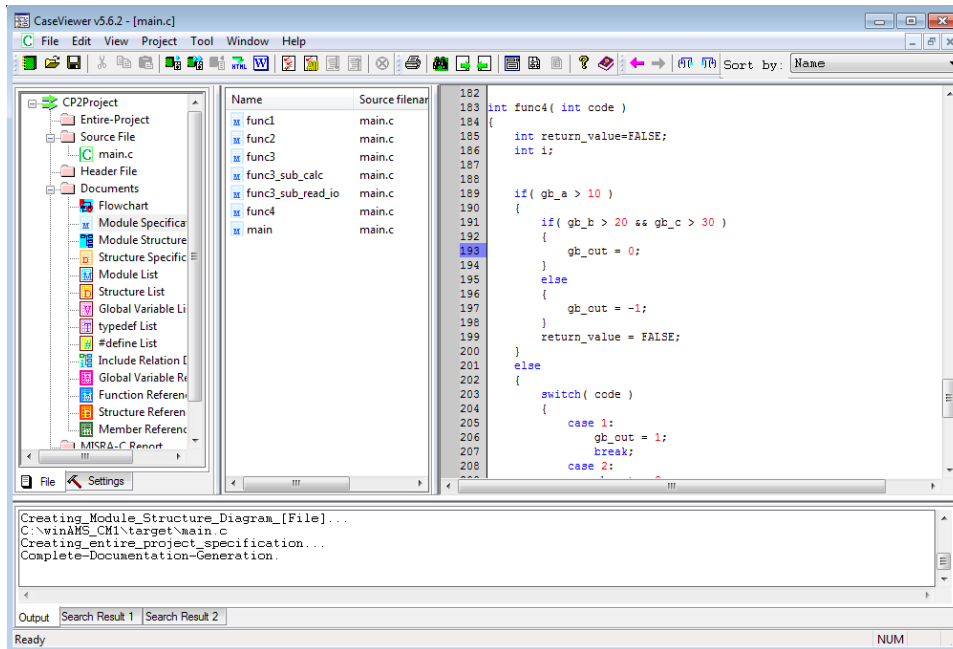 CaseViewer v5.6.2 - [main.c]
C File Edit View Project Tool Window Help
HTML W Sort by: Name
CP2Project
Entire-Project
Source File
main.c
Header File
Documents
Flowchart
Module Specifica
Module Structure
Structure Specific
Module List
Structure List
Global Variable Li
typedef List
#define List
Include Relation D
Global Variable Re
Function Referenc
Structure Referen
Member Referenc
MISRA-C Report
File Settings
Name Source filenar
func1 main.c
func2 main.c
func3 main.c
func3_sub_calc main.c
func3_sub_read_io main.c
func4 main.c
main main.c
182
183 int func4( int code )
184 {
185 int return_value=FALSE;
186 int i;
187
188
189 if( gb_a > 10 )
190 {
191 if( gb_b > 20 && gb_c > 30 )
192 {
193 gb_out = 0;
194 }
195 else
196 {
197 gb_out = -1;
198 }
199 return_value = FALSE;
200 }
201 else
202 {
203 switch( code )
204 {
205 case 1:
206 gb_out = 1;
207 break;
208 case 2:
Creating_Module_Structure_Diagram_[File]...
C:\winAMS_CM1\target\main.c
Creating_entire_project_specification...
Complete-Documentation-Generation.
Output Search Result 1 Search Result 2
Ready NUM